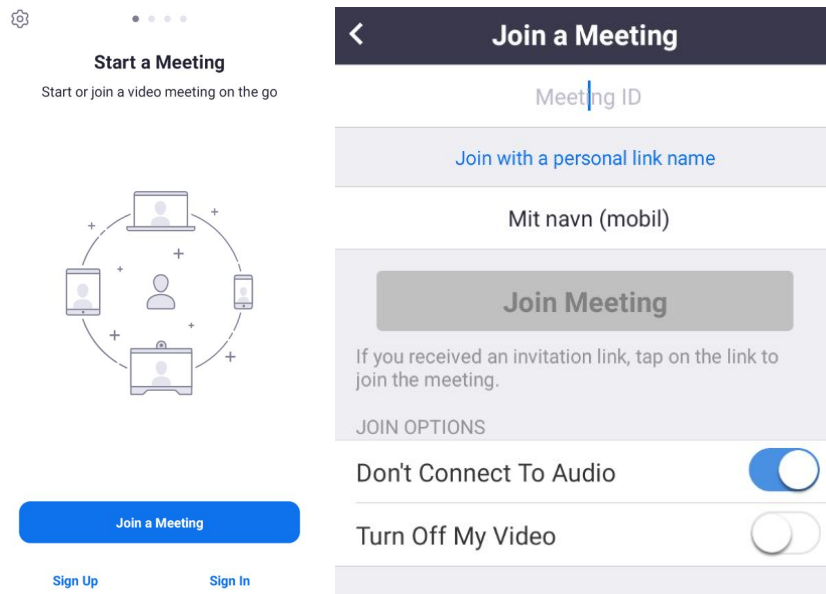 Start a Meeting
Start or join a video meeting on the go
Join a Meeting
Sign Up
Sign In
Join a Meeting
Meeting ID
Join with a personal link name
Mit navn (mobil)
Join Meeting
If you received an invitation link, tap on the link to
join the meeting.
JOIN OPTIONS
Don't Connect To Audio
Turn Off My Video